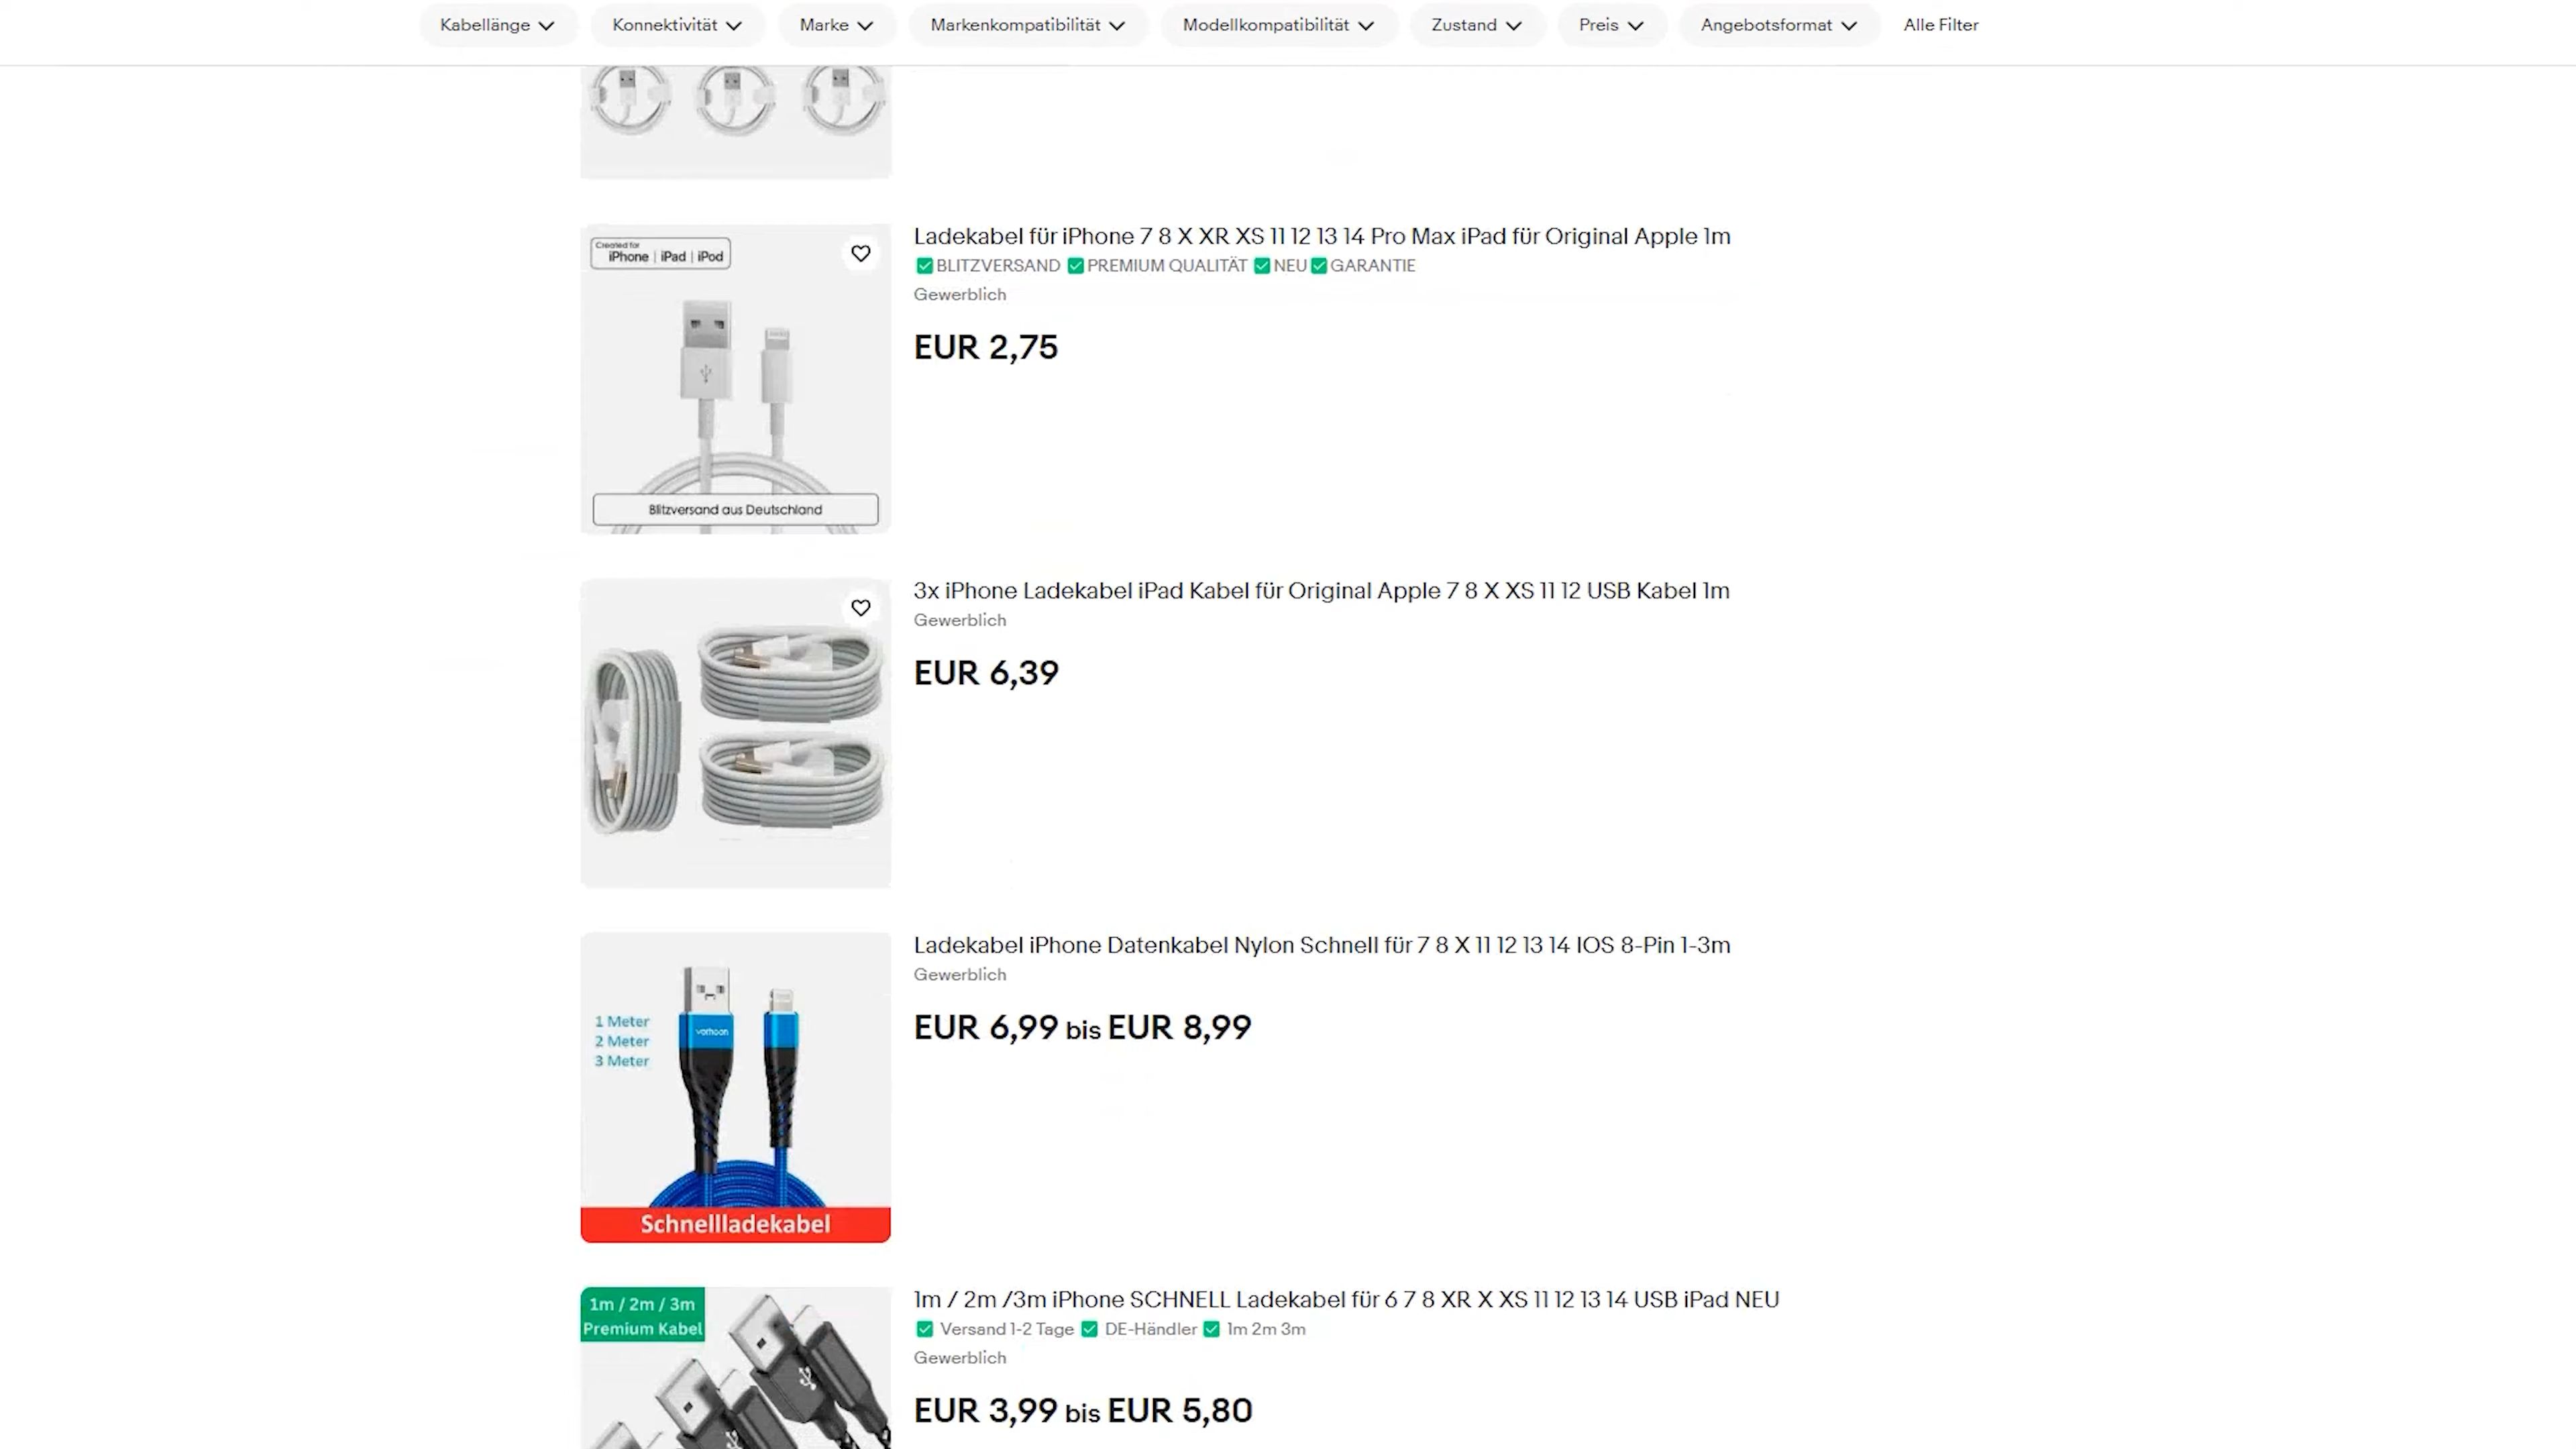 Kabellänge Konnektivität Marke Markenkompatibilität Modellkompatibilität Zustand Preis Angebotsformat Alle Filter
Created for
iPhone | iPad | iPod
Blitzversand aus Deutschland
Ladekabel für iPhone 7 8 X XR XS 11 12 13 14 Pro Max iPad für Original Apple 1m
✅BLITZVERSAND ✅PREMIUM QUALITÄT ✅NEU✅GARANTIE
Gewerblich
EUR 2,75
3x iPhone Ladekabel iPad Kabel für Original Apple 7 8 X XS 11 12 USB Kabel 1m
Gewerblich
EUR 6,39
1 Meter
2 Meter
3 Meter
Schnellladekabel
Ladekabel iPhone Datenkabel Nylon Schnell für 7 8 X 11 12 13 14 IOS 8-Pin 1-3m
Gewerblich
EUR 6,99 bis EUR 8,99
1m / 2m / 3m
Premium Kabel
1m / 2m /3m iPhone SCHNELL Ladekabel für 6 7 8 XR X XS 11 12 13 14 USB iPad NEU
✅ Versand 1-2 Tage ✅ DE-Händler ✅ 1m 2m 3m
Gewerblich
EUR 3,99 bis EUR 5,80